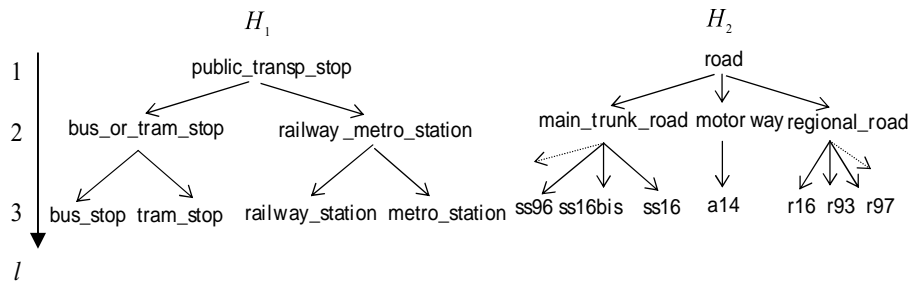 H1 H2
1 public_transp_stop road
2 bus_or_tram_stop railway_metro_station main_trunk_road motor way regional_road
3 bus_stop tram_stop railway_station metro_station ss96 ss16bis ss16 a14 r16 r93 r97
l